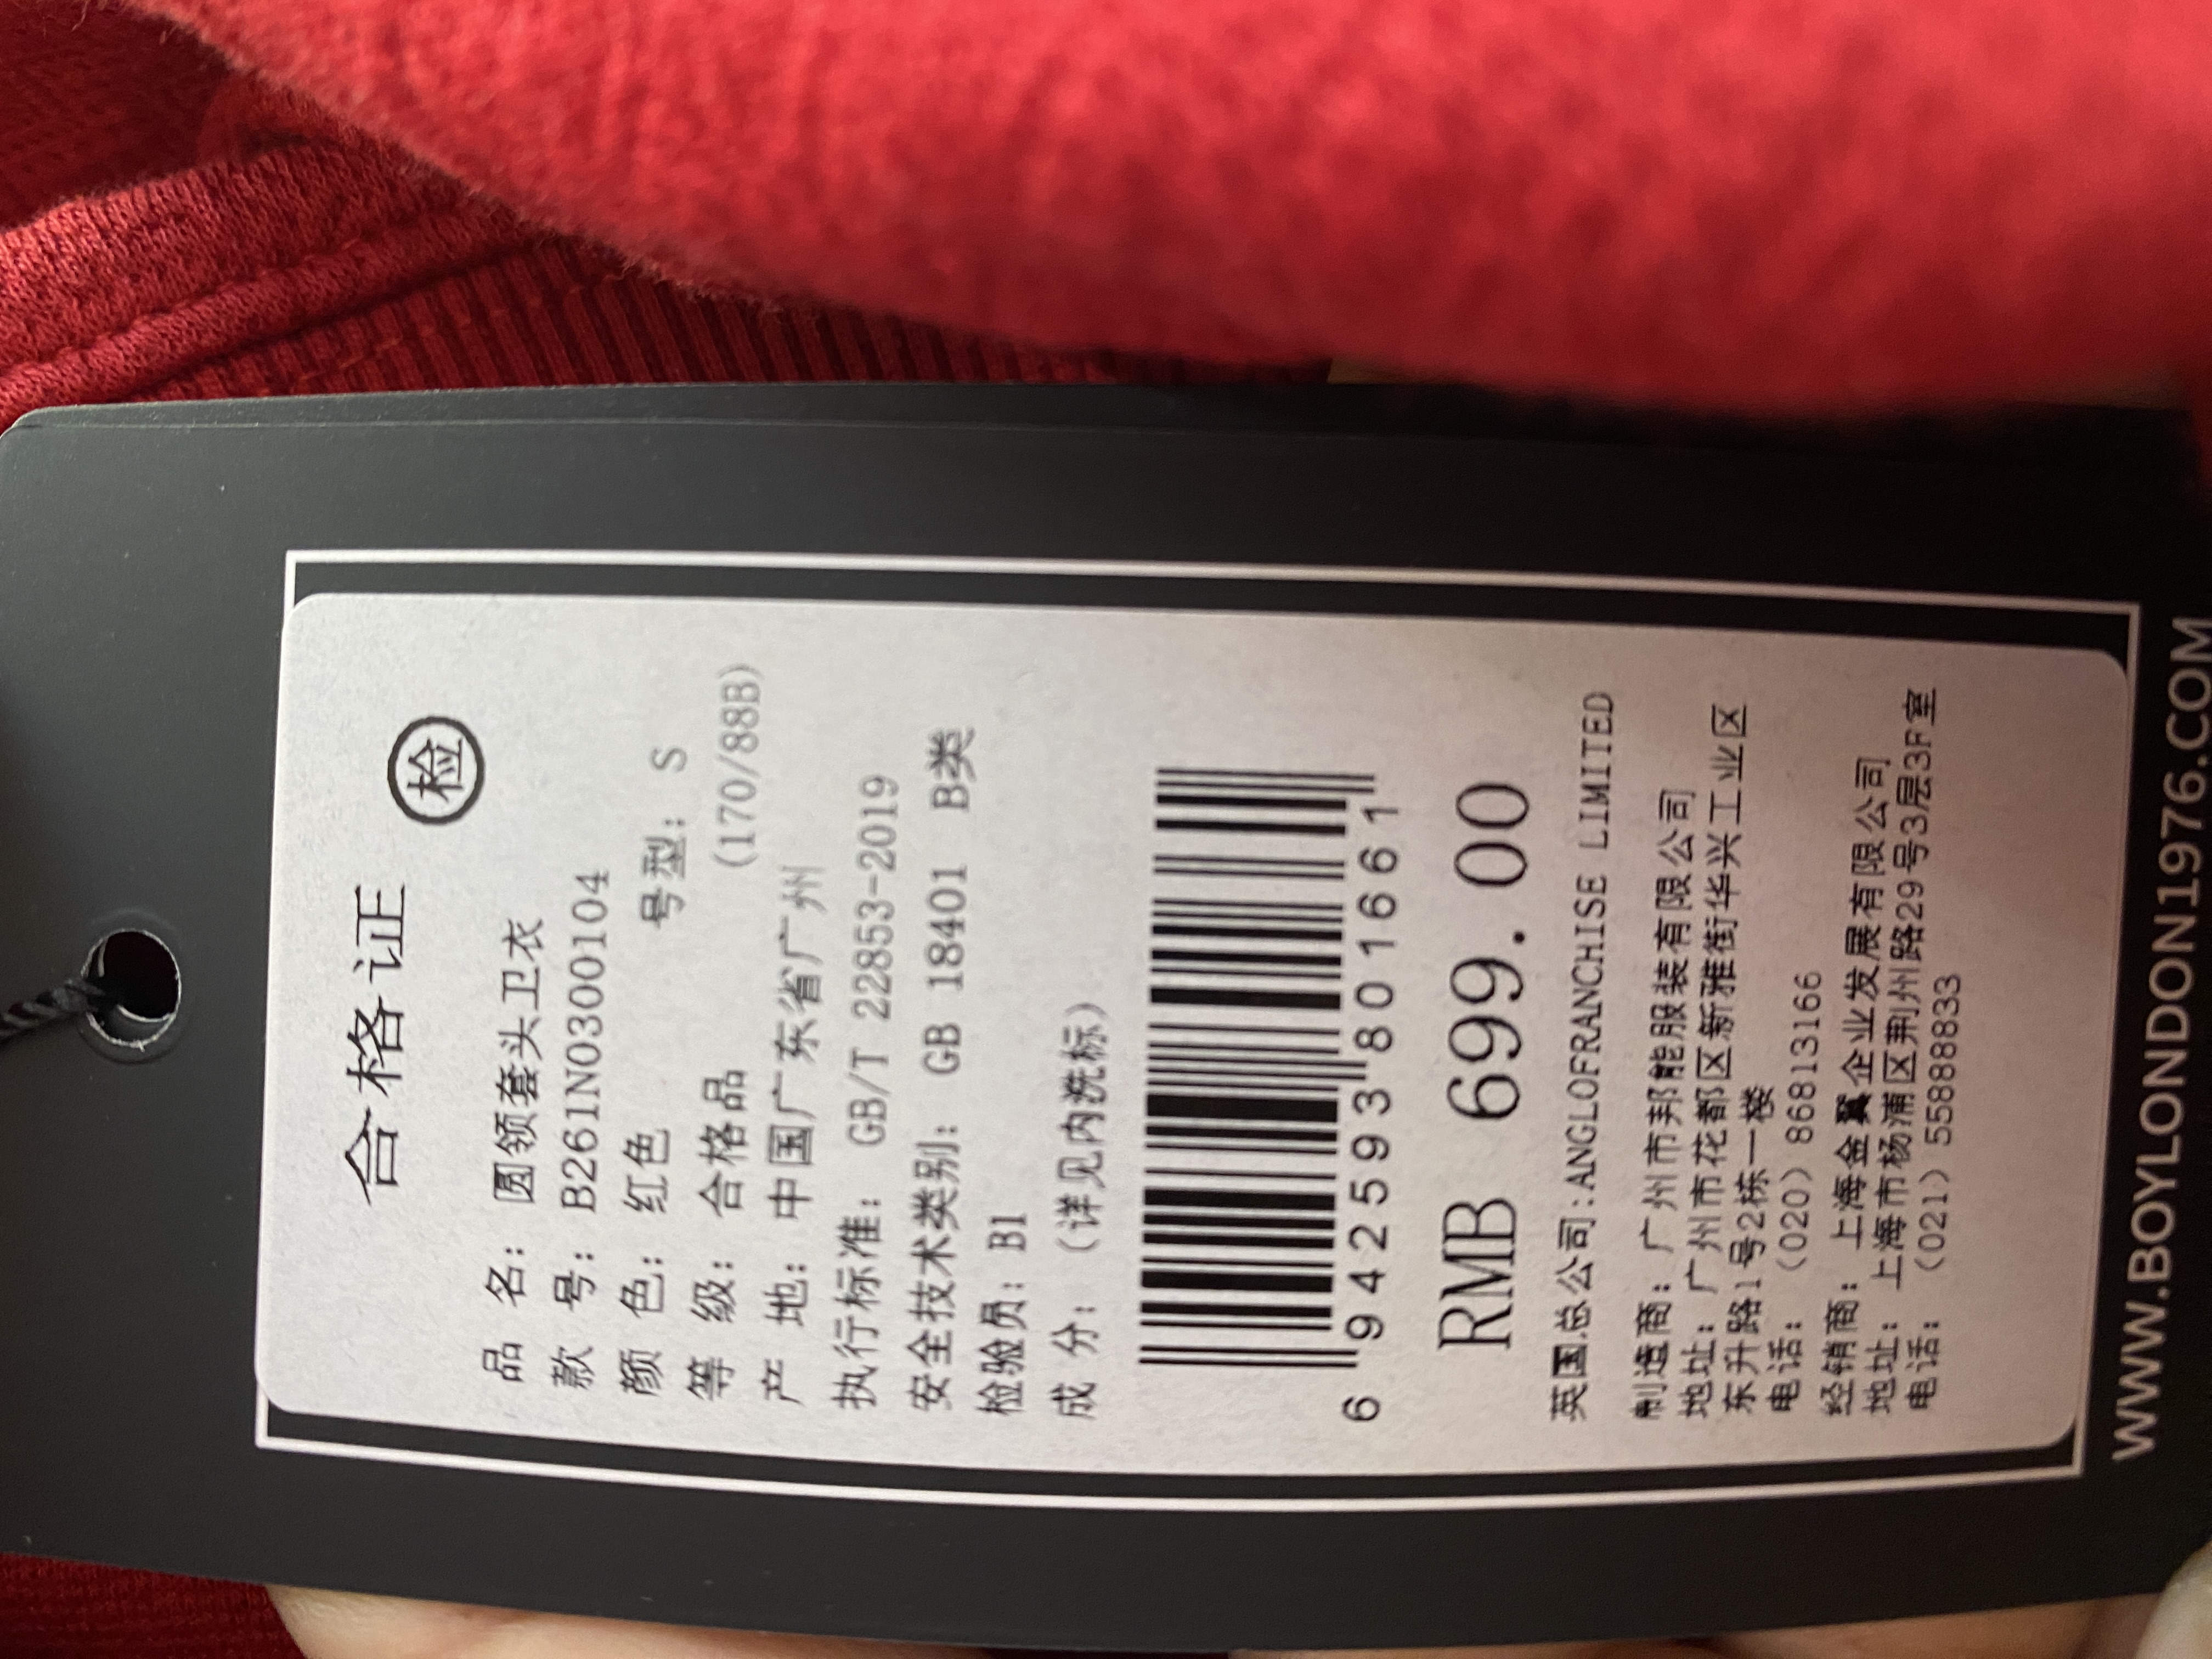 合格证
检
品 名： 圆领套头卫衣
款 号： B261N0300104
颜 色： 红色 号型： S
等 级： 合格品 (170/88B)
产 地： 中国广东省广州
执行标准： GB/T 22853-2019
安全技术类别： GB 18401 B类
检验员： B1
成 分： （详见内洗标）
6 942593 801661
RMB 699.00
英国总公司:ANGLOFRANCHISE LIMITED
制造商： 广州市邦能服装有限公司
地址： 广州市花都区新雅街华兴工业区
东升路1号2栋一楼
电话： （020）86813166
经销商： 上海金翼企业发展有限公司
地址： 上海市杨浦区荆州路29号3层3F室
电话： （021）55888833
WWW.BOYLONDON1976.COM